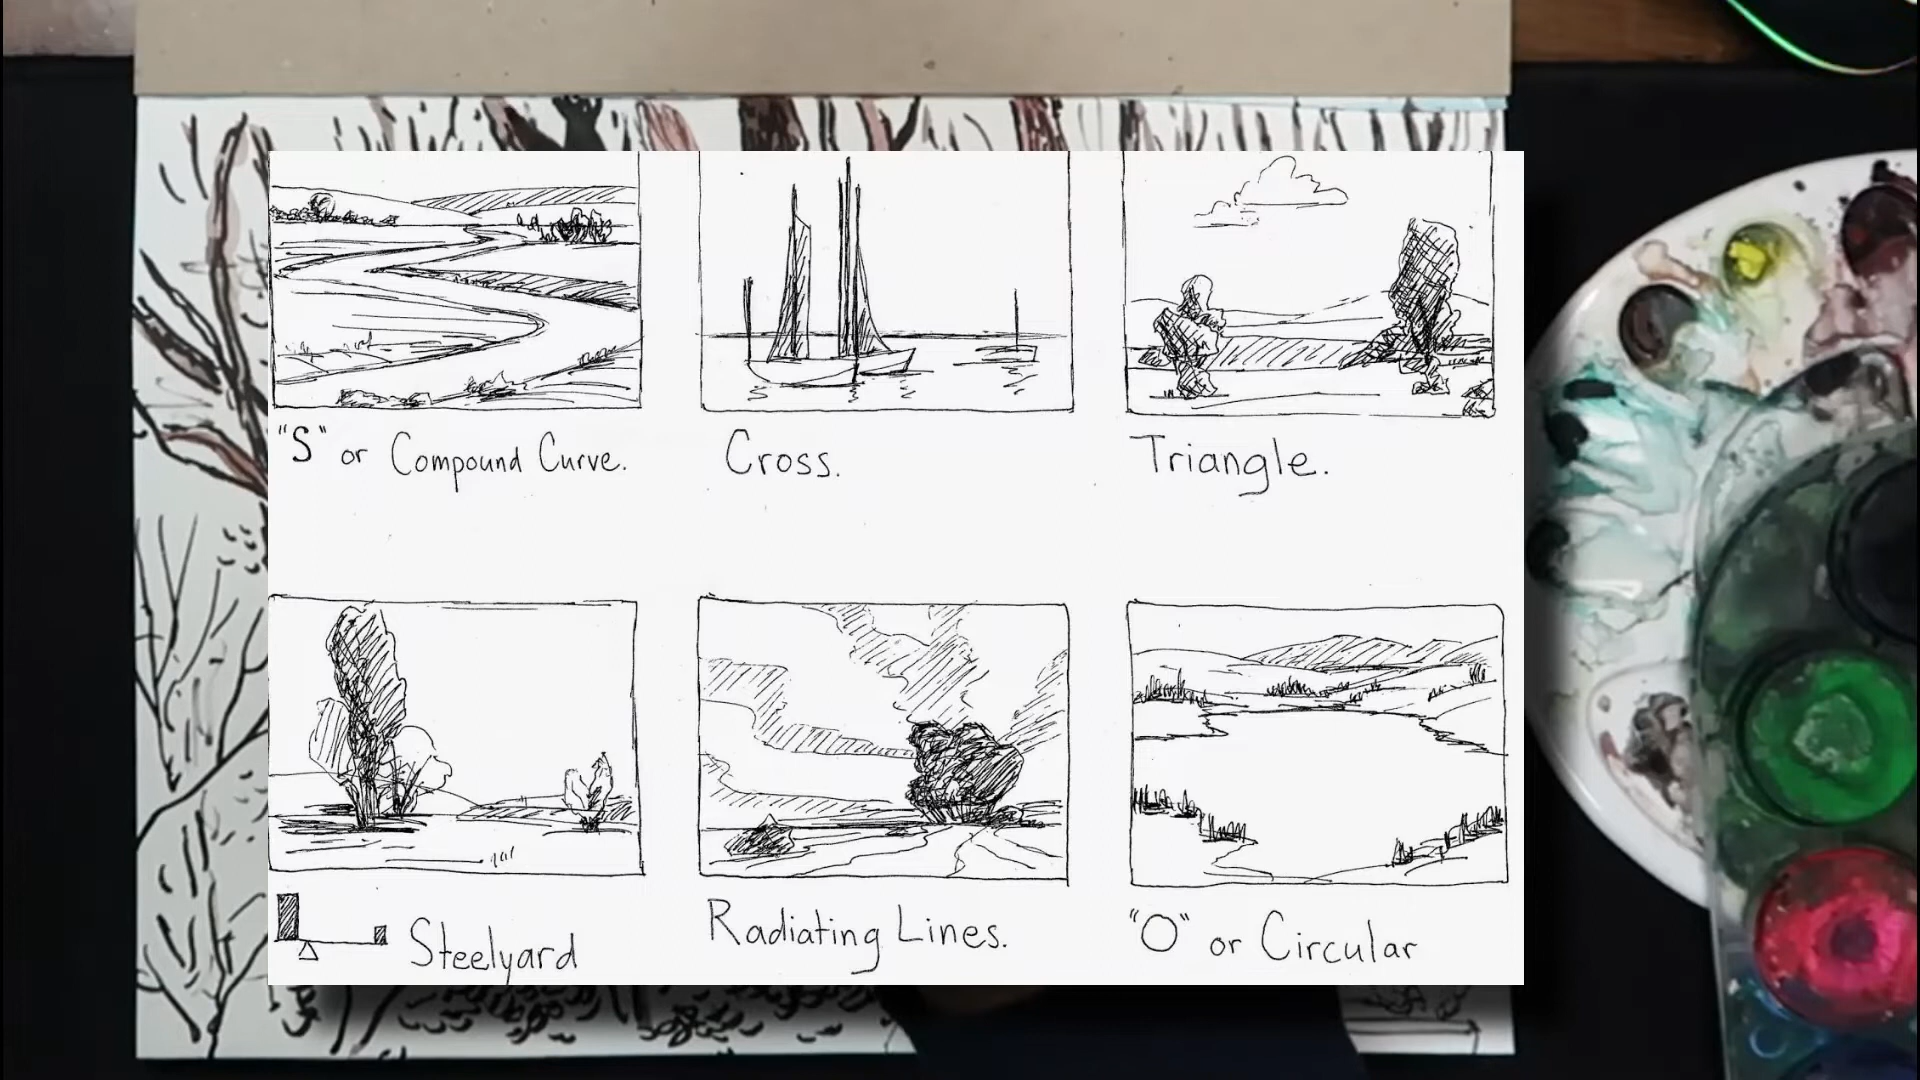 "S" or Compound Curve.
Cross.
Triangle.
Steelyard
Radiating Lines.
"O" or Circular